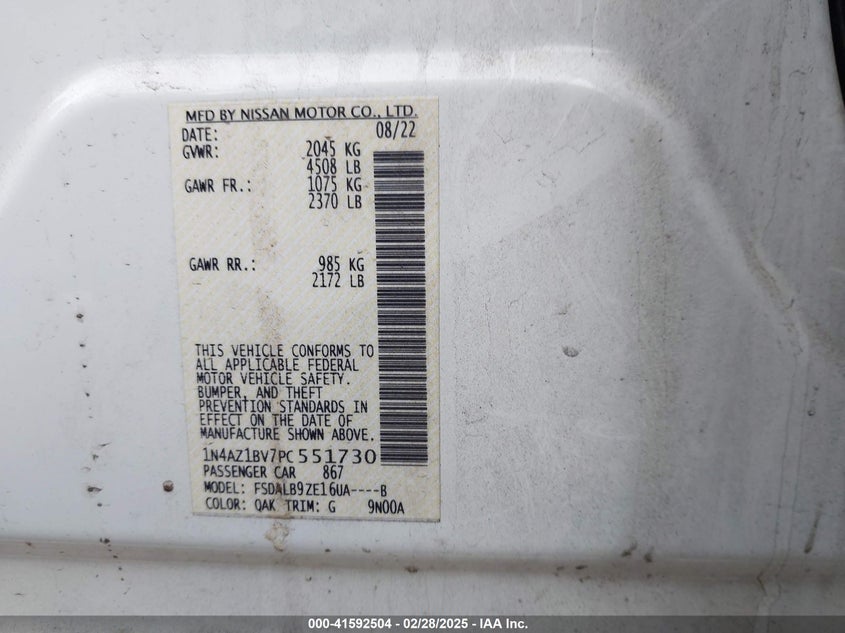 MFD BY NISSAN MOTOR CO., LTD.
DATE: 08/22
GVWR: 2045 KG
4508 LB
GAWR FR.: 1075 KG
2370 LB
GAWR RR.: 985 KG
2172 LB
THIS VEHICLE CONFORMS TO
ALL APPLICABLE FEDERAL
MOTOR VEHICLE SAFETY.
BUMPER, AND THEFT
PREVENTION STANDARDS IN
EFFECT ON THE DATE OF
MANUFACTURE SHOWN ABOVE.
1N4AZ1BV7PC551730
PASSENGER CAR 867
MODEL: FSDALB9ZE16UA----B
COLOR: QAK TRIM: G 9N00A
000-41592504 - 02/28/2025 - IAA Inc.